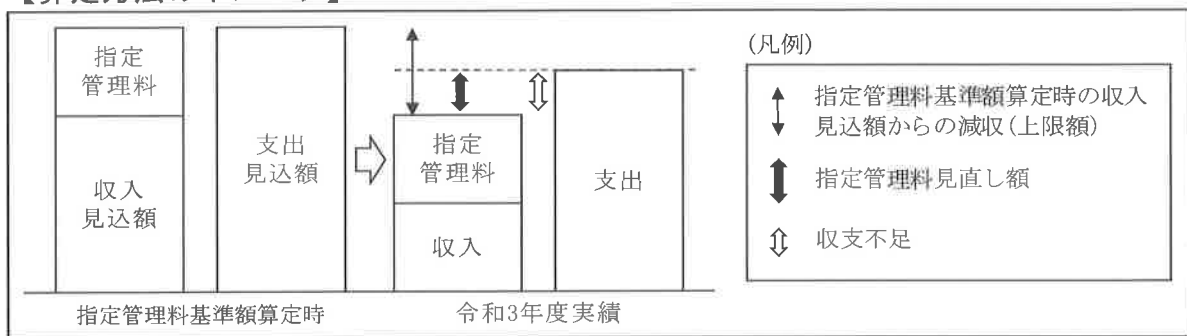 指定
管理料
収入
見込額
支出
見込額
指定管理料基準額算定時
指定
管理料
収入
支出
令和3年度実績
(凡例)
指定管理料基準額算定時の収入
見込額からの減収(上限額)
指定管理料見直し額
収支不足